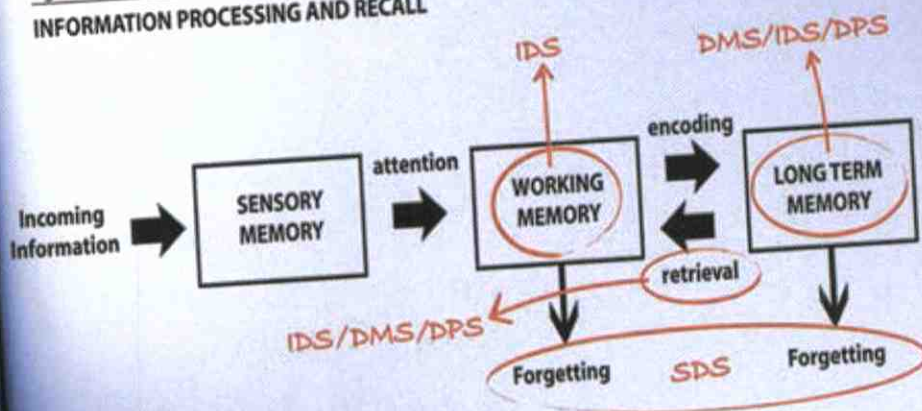 INFORMATION PROCESSING AND RECALL
IDS
DMS/IDS/DPS
Incoming
Information
SENSORY
MEMORY
attention
WORKING
MEMORY
encoding
retrieval
LONG TERM
MEMORY
IDS/DMS/DPS
Forgetting
SDS
Forgetting